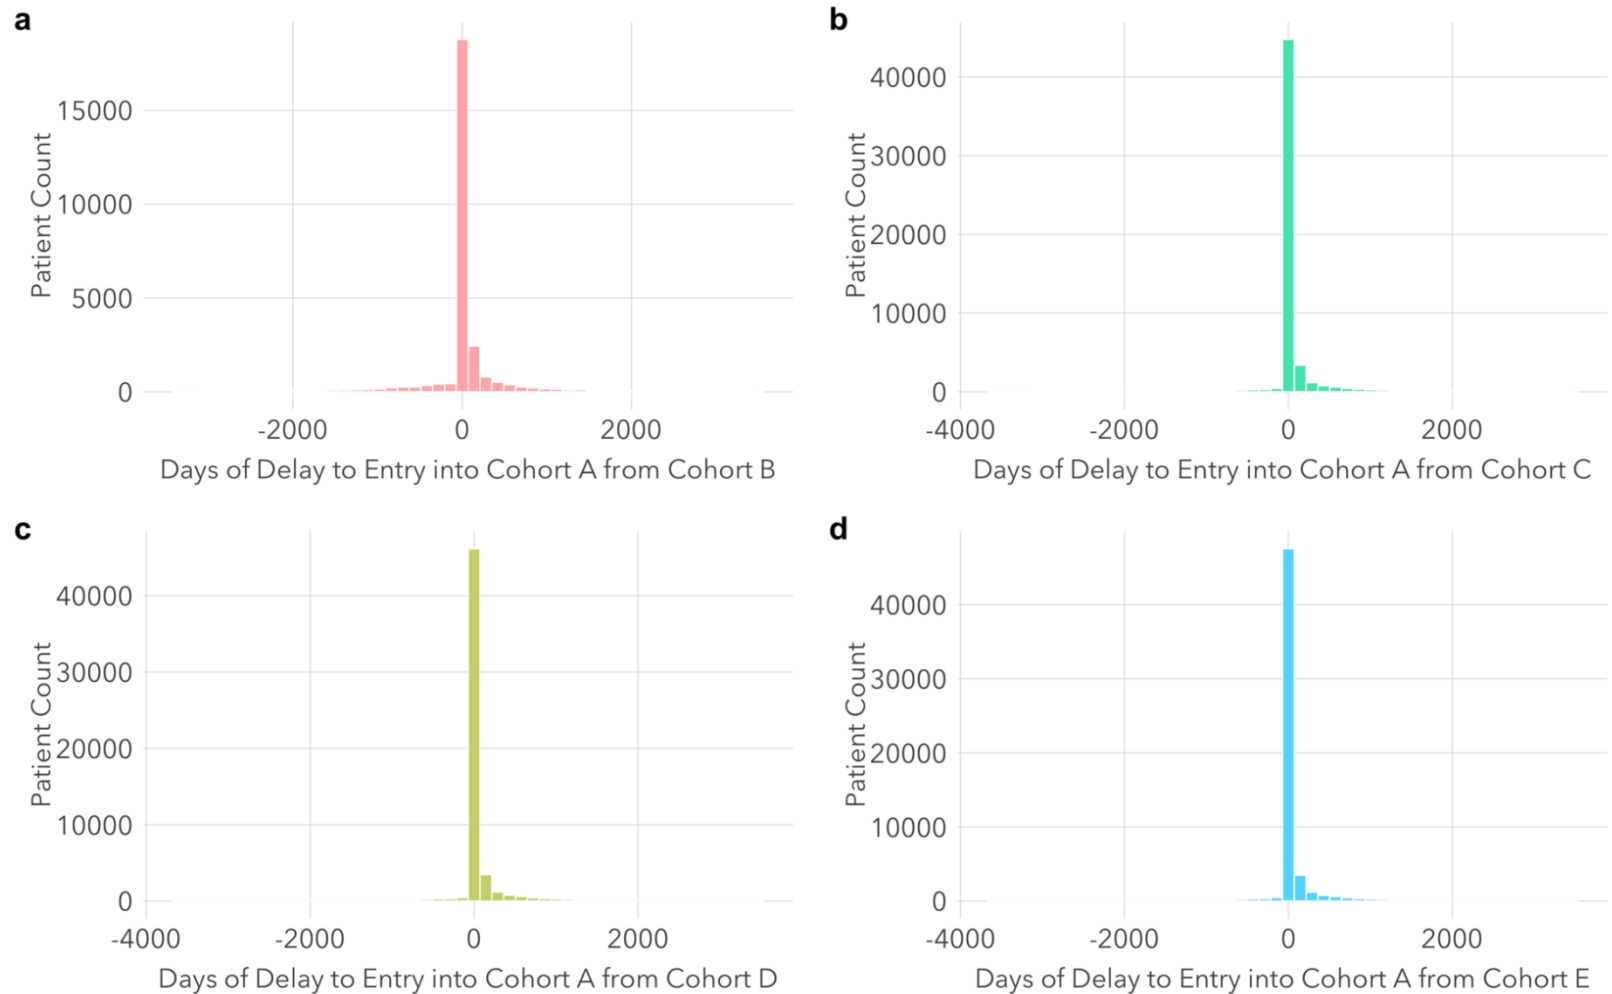 a
Patient Count
15000
10000
5000
0
-2000 0 2000
Days of Delay to Entry into Cohort A from Cohort B
b
Patient Count
40000
30000
20000
10000
0
-4000 -2000 0 2000
Days of Delay to Entry into Cohort A from Cohort C
c
Patient Count
40000
30000
20000
10000
0
-4000 -2000 0 2000
Days of Delay to Entry into Cohort A from Cohort D
d
Patient Count
40000
30000
20000
10000
0
-4000 -2000 0 2000
Days of Delay to Entry into Cohort A from Cohort E